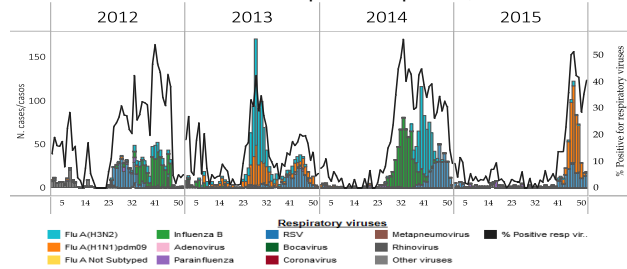 2012 2013 2014 2015
150
100
50
0
N. cases/casos
50
40
30
20
10
0
% Positive for respiratory viruses
5 14 23 32 41 50 5 14 23 33 41 50 5 14 23 32 41 50 5 14 23 32 41 50
Respiratory viruses
Flu A(H3N2) Influenza B RSV Metapneumovirus % Positive resp vir..
Flu A(H1N1)pdm09 Adenovirus Bocavirus Rhinovirus
Flu A Not Subtyped Parainfluenza Coronavirus Other viruses